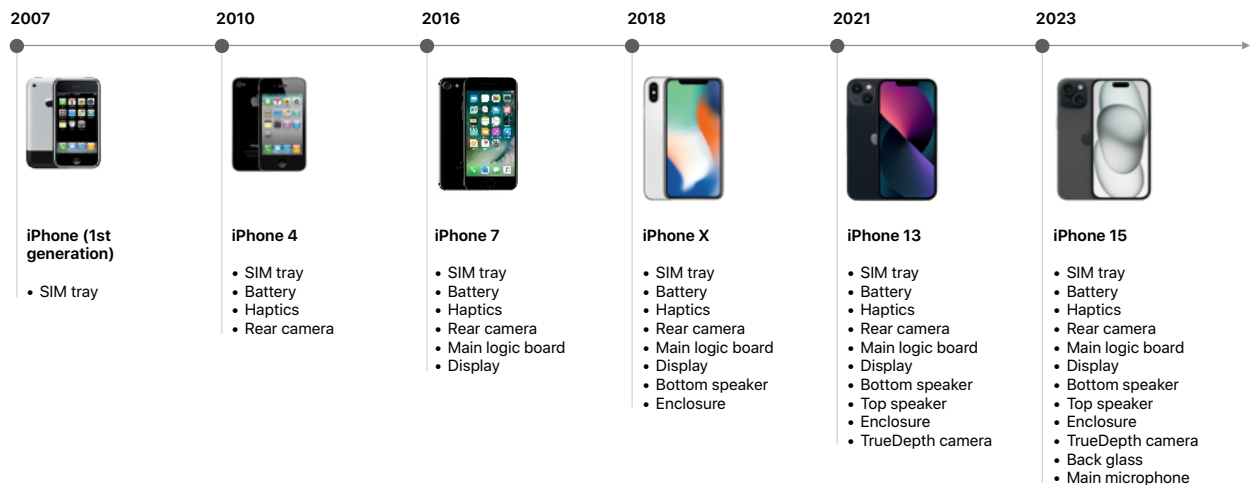 2007
2010
2016
2018
2021
2023
iPhone (1st
generation)
• SIM tray
iPhone 4
• SIM tray
• Battery
• Haptics
• Rear camera
iPhone 7
• SIM tray
• Battery
• Haptics
• Rear camera
• Main logic board
• Display
iPhone X
• SIM tray
• Battery
• Haptics
• Rear camera
• Main logic board
• Display
• Bottom speaker
• Enclosure
iPhone 13
• SIM tray
• Battery
• Haptics
• Rear camera
• Main logic board
• Display
• Bottom speaker
• Top speaker
• Enclosure
• TrueDepth camera
iPhone 15
• SIM tray
• Battery
• Haptics
• Rear camera
• Main logic board
• Display
• Bottom speaker
• Top speaker
• Enclosure
• TrueDepth camera
• Back glass
• Main microphone